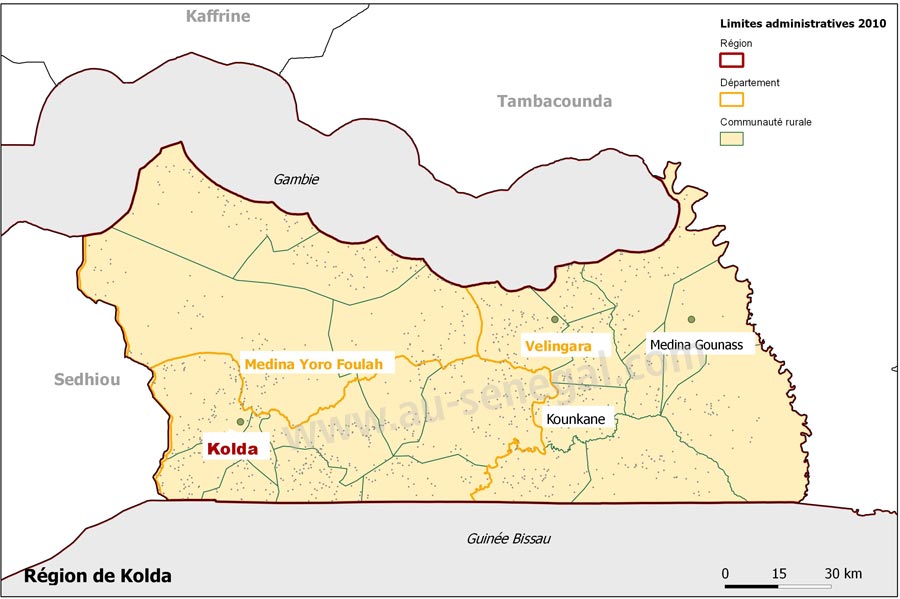 Kaffrine
Limites administratives 2010
Région
Département
Communauté rurale
Tambacounda
Gambie
Velingara
Medina Gounass
Medina Yoro Foulah
Sedhiou
Kounkane
www.au-senegal.com
Kolda
Guinée Bissau
Région de Kolda
0 15 30 km